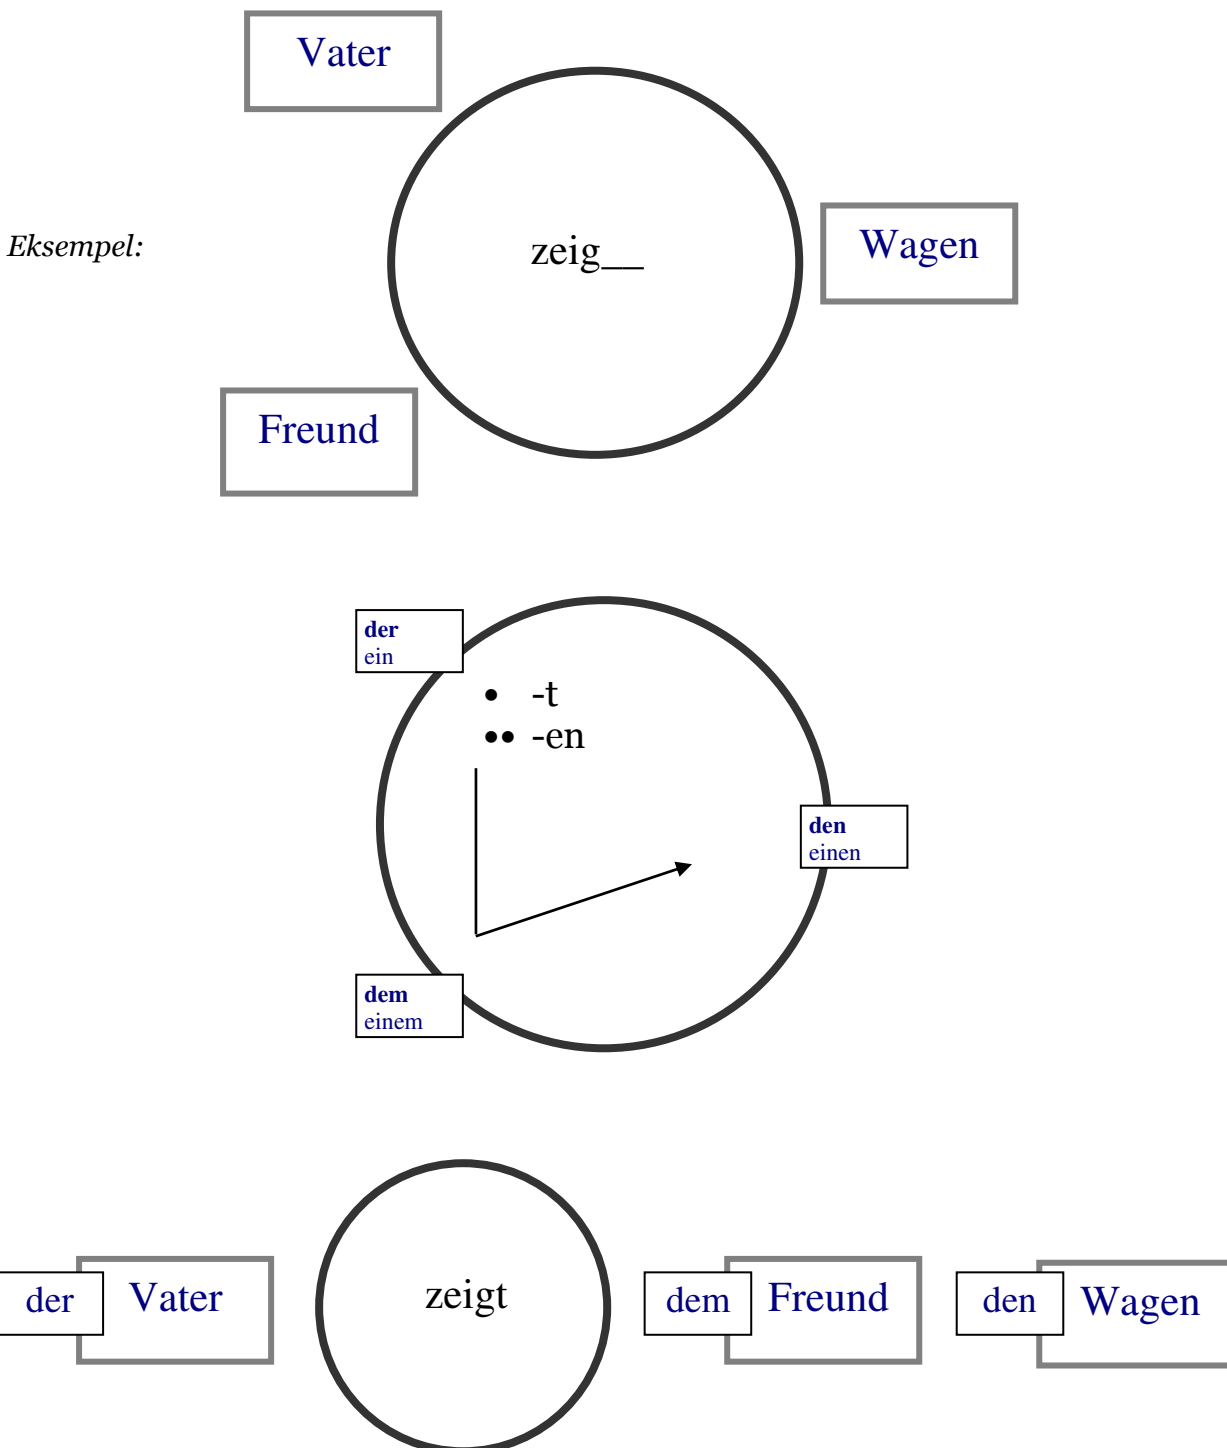 Vater
Eksempel:
zeig__
Wagen
Freund
der
ein
• -t
•• -en
den
einen
dem
einem
der Vater zeigt dem Freund den Wagen